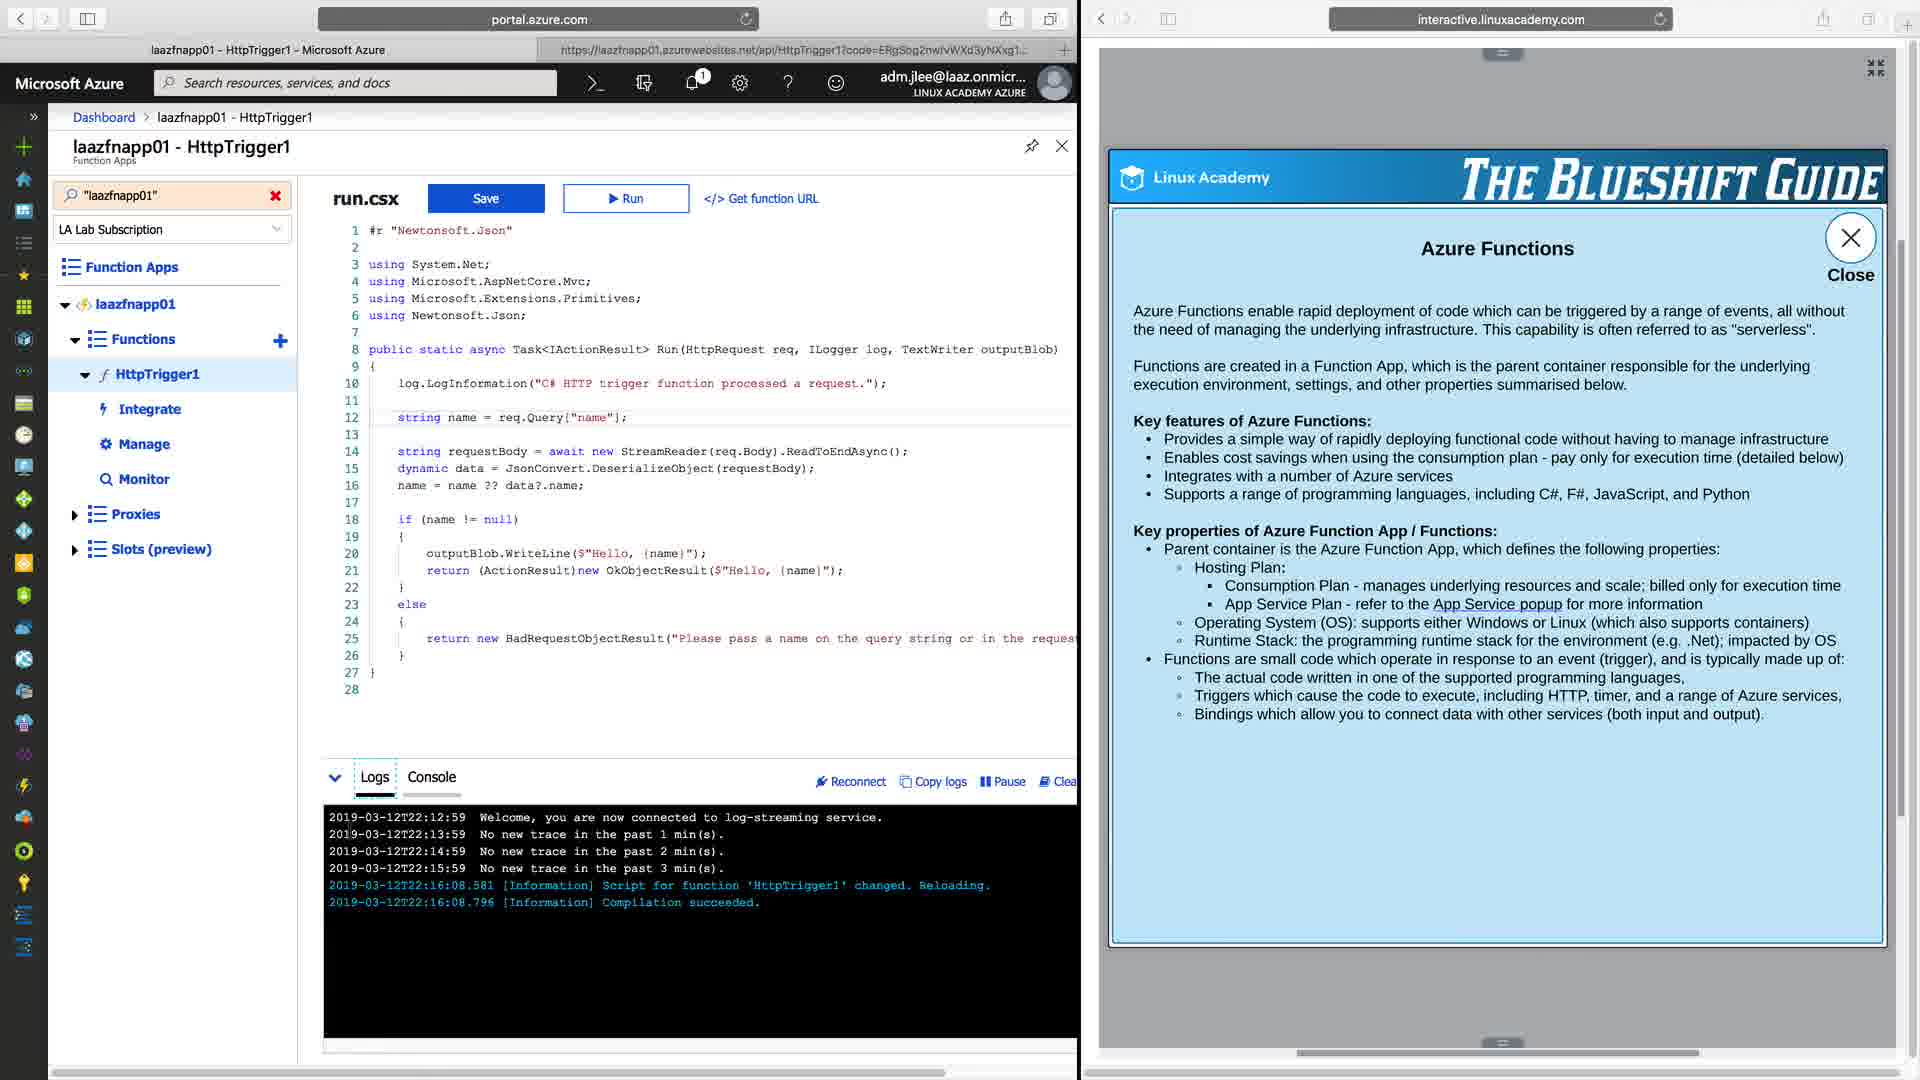 portal.azure.com
laazfnapp01 - HttpTrigger1 - Microsoft Azure
Microsoft Azure
Search resources, services, and docs
1
adm.jlee@laaz.onmicr...
LINUX ACADEMY AZURE
Dashboard > laazfnapp01 - HttpTrigger1
laazfnapp01 - HttpTrigger1
Function Apps
"laazfnapp01"
LA Lab Subscription
Function Apps
laazfnapp01
Functions
HttpTrigger1
Integrate
Manage
Monitor
Proxies
Slots (preview)
run.csx
Save
Run
</> Get function URL
1 #r "Newtonsoft.Json"
2
3 using System.Net;
4 using Microsoft.AspNetCore.Mvc;
5 using Microsoft.Extensions.Primitives;
6 using Newtonsoft.Json;
7
8 public static async Task<IActionResult> Run(HttpRequest req, ILogger log, TextWriter outputBlob)
9 {
10 log.LogInformation("C# HTTP trigger function processed a request.");
11
12 string name = req.Query["name"];
13
14 string requestBody = await new StreamReader(req.Body).ReadToEndAsync();
15 dynamic data = JsonConvert.DeserializeObject(requestBody);
16 name = name ?? data?.name;
17
18 if (name != null)
19 {
20 outputBlob.WriteLine($"Hello, {name}");
21 return (ActionResult)new OkObjectResult($"Hello, {name}");
22 }
23 else
24 {
25 return new BadRequestObjectResult("Please pass a name on the query string or in the reques
26 }
27 }
28
Logs
Console
Reconnect
Copy logs
Pause
Clea
2019-03-12T22:12:59 Welcome, you are now connected to log-streaming service.
2019-03-12T22:13:59 No new trace in the past 1 min(s).
2019-03-12T22:14:59 No new trace in the past 2 min(s).
2019-03-12T22:15:59 No new trace in the past 3 min(s).
2019-03-12T22:16:08.581 [Information] Script for function 'HttpTrigger1' changed. Reloading.
2019-03-12T22:16:08.796 [Information] Compilation succeeded.
interactive.linuxacademy.com
Linux Academy
THE BLUESHIFT GUIDE
Azure Functions
Close
Azure Functions enable rapid deployment of code which can be triggered by a range of events, all without
the need of managing the underlying infrastructure. This capability is often referred to as "serverless".
Functions are created in a Function App, which is the parent container responsible for the underlying
execution environment, settings, and other properties summarised below.
Key features of Azure Functions:
• Provides a simple way of rapidly deploying functional code without having to manage infrastructure
• Enables cost savings when using the consumption plan - pay only for execution time (detailed below)
• Integrates with a number of Azure services
• Supports a range of programming languages, including C#, F#, JavaScript, and Python
Key properties of Azure Function App / Functions:
• Parent container is the Azure Function App, which defines the following properties:
◦ Hosting Plan:
▪ Consumption Plan - manages underlying resources and scale; billed only for execution time
▪ App Service Plan - refer to the App Service popup for more information
◦ Operating System (OS): supports either Windows or Linux (which also supports containers)
◦ Runtime Stack: the programming runtime stack for the environment (e.g. .Net); impacted by OS
• Functions are small code which operate in response to an event (trigger), and is typically made up of:
◦ The actual code written in one of the supported programming languages,
◦ Triggers which cause the code to execute, including HTTP, timer, and a range of Azure services,
◦ Bindings which allow you to connect data with other services (both input and output).